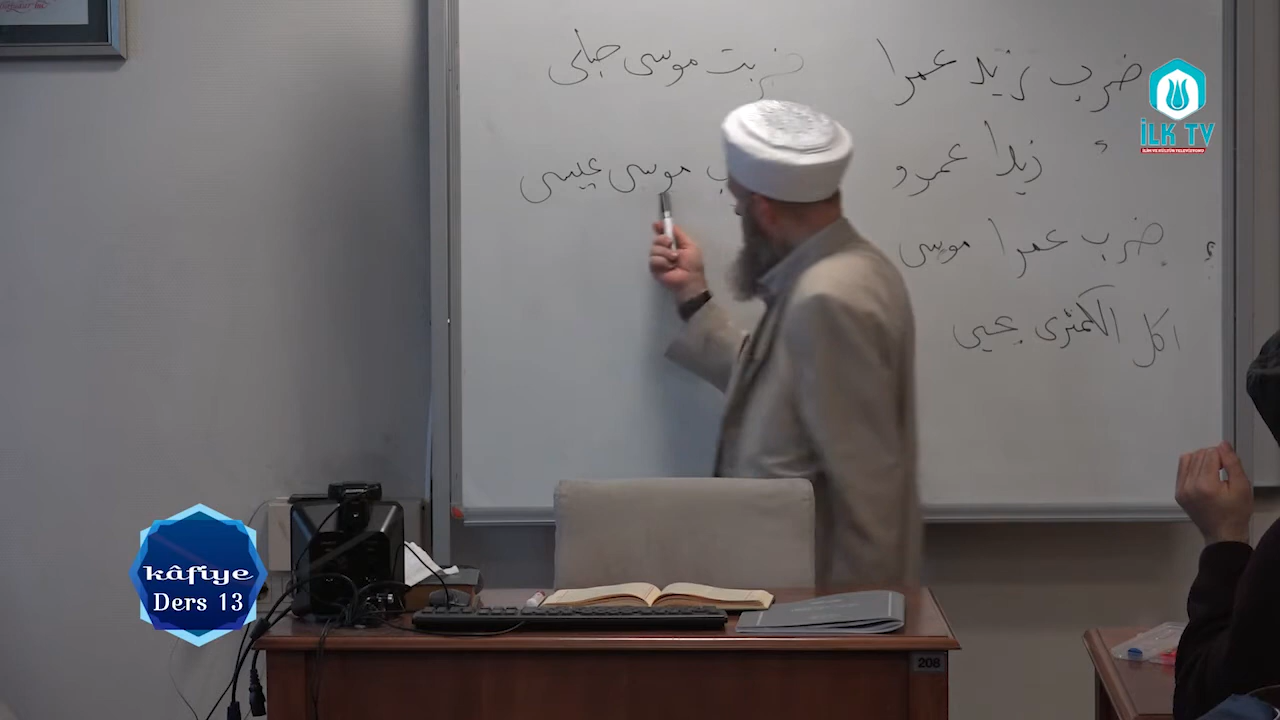 ضرب زيد عمرا
زيدا عمرو
ضرب عمرا موسى
اكل الكمثرى يحيى
ضربت موسى حبلى
موسى عيسى
İLK TV
kâfiye
Ders 13
208